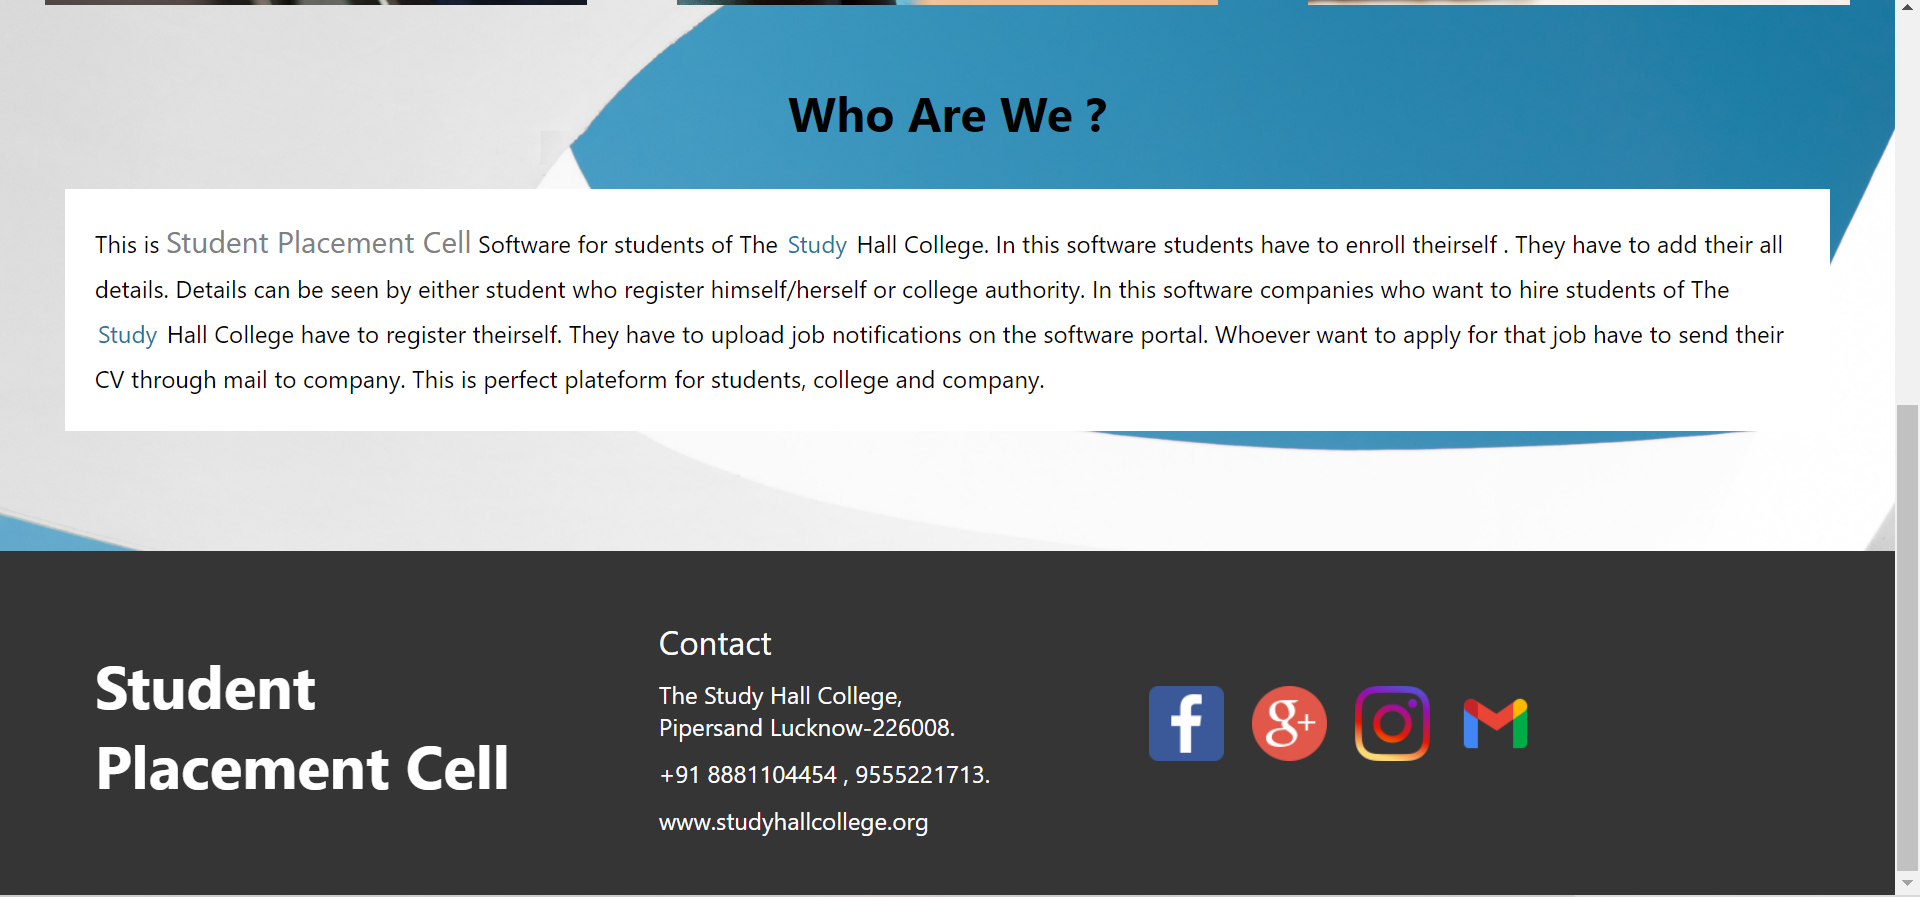 Who Are We ?
This is Student Placement Cell Software for students of The Study Hall College. In this software students have to enroll theirself . They have to add their all
details. Details can be seen by either student who register himself/herself or college authority. In this software companies who want to hire students of The
Study Hall College have to register theirself. They have to upload job notifications on the software portal. Whoever want to apply for that job have to send their
CV through mail to company. This is perfect plateform for students, college and company.
Student
Placement Cell
Contact
The Study Hall College,
Pipersand Lucknow-226008.
+91 8881104454 , 9555221713.
www.studyhallcollege.org
f
g+